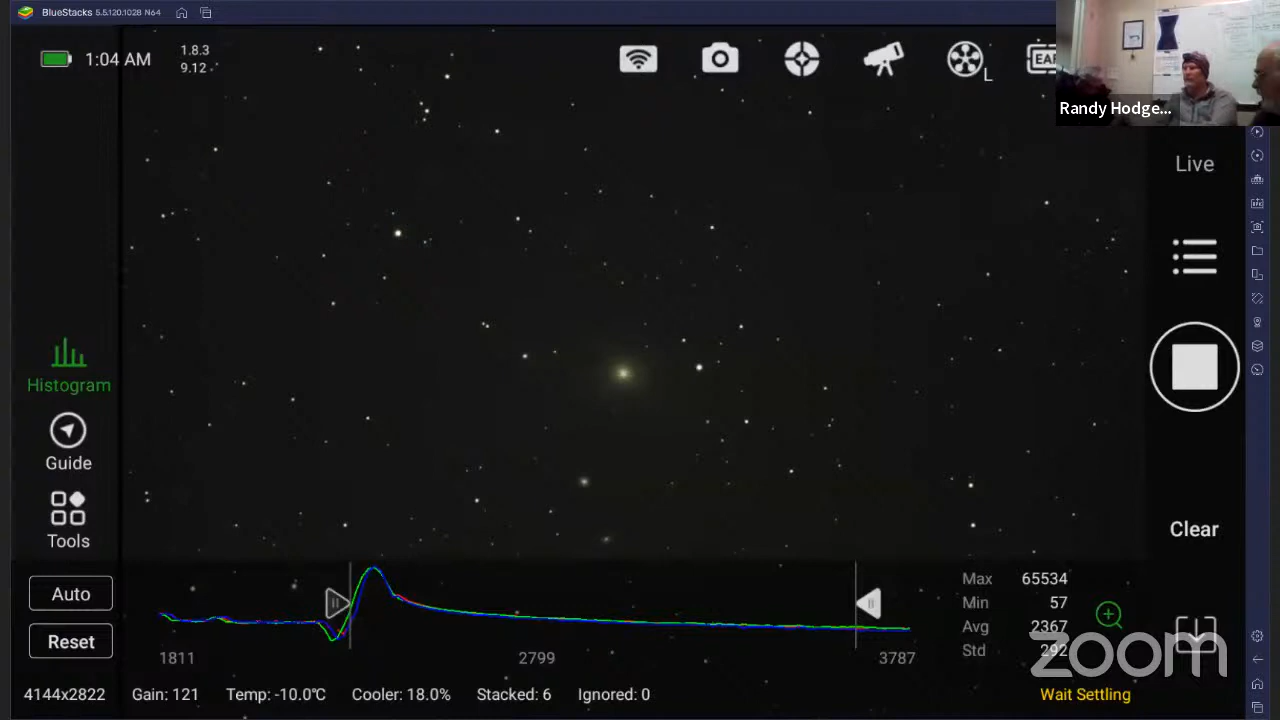 BlueStacks 5.5.120.1028 N64
1:04 AM
1.8.3
9.12
L
EAF
Randy Hodge...
Live
Histogram
Guide
Tools
Clear
Auto
Reset
1811
2799
3787
Max 65534
Min 57
Avg 2367
Std 292
zoom
4144x2822 Gain: 121 Temp: -10.0℃ Cooler: 18.0% Stacked: 6 Ignored: 0 Wait Settling